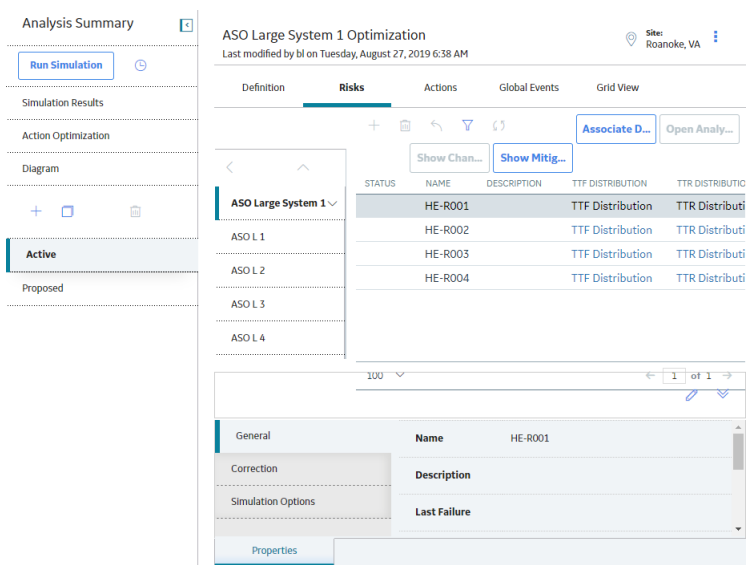 Analysis Summary
Run Simulation
Simulation Results
Action Optimization
Diagram
Active
Proposed
ASO Large System 1 Optimization
Last modified by bl on Tuesday, August 27, 2019 6:38 AM
Site:
Roanoke, VA
Definition Risks Actions Global Events Grid View
Associate D... Open Analy...
Show Chan... Show Mitig...
ASO Large System 1
ASO L 1
ASO L 2
ASO L 3
ASO L 4
STATUS NAME DESCRIPTION TTF DISTRIBUTION TTR DISTRIBUTIO
HE-R001 TTF Distribution TTR Distributi
HE-R002 TTF Distribution TTR Distributi
HE-R003 TTF Distribution TTR Distributi
HE-R004 TTF Distribution TTR Distributi
100 1 of 1
General
Correction
Simulation Options
Name HE-R001
Description
Last Failure
Properties